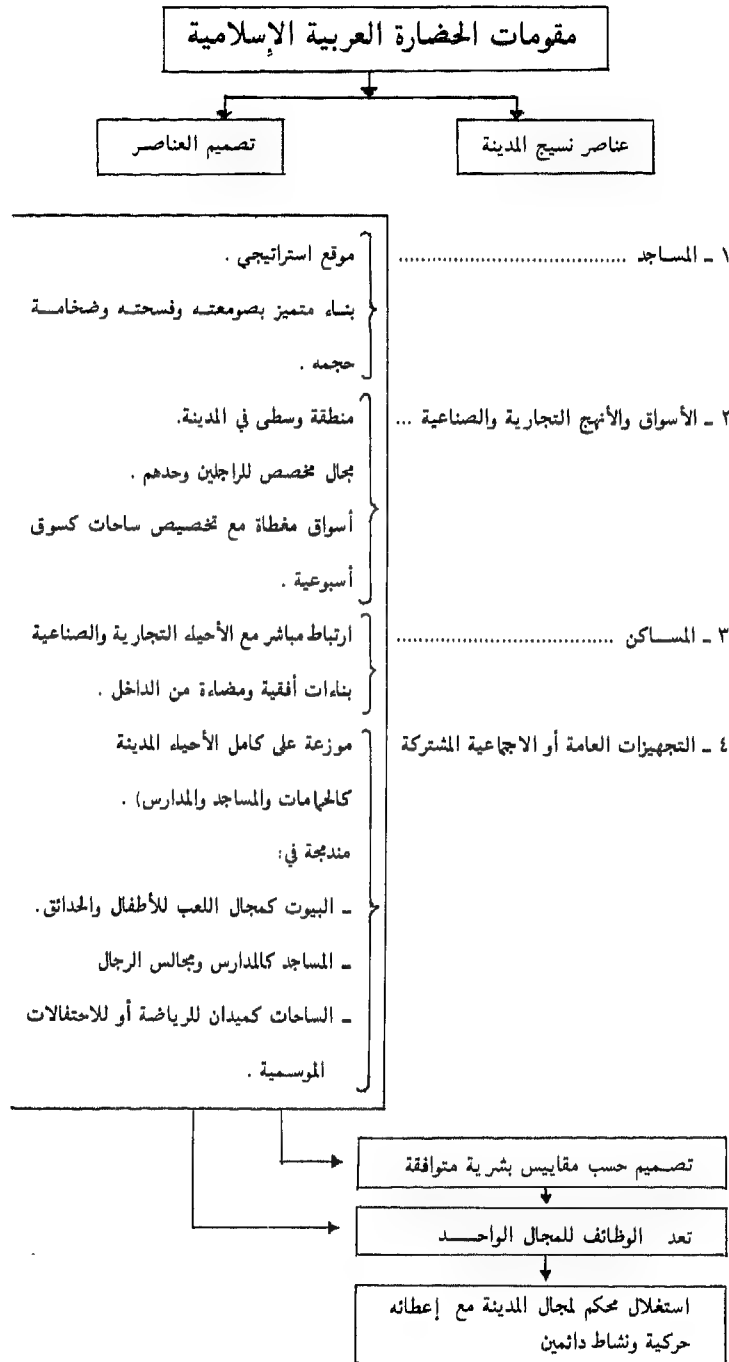 مقومات الحضارة العربية الإسلامية
عناصر نسيج المدينة
تصميم العناصر
١ ـ المساجد ......................................
موقع استراتيجي .
بناء متميز بصومعته وفسحته وضخامة
حجمه .
٢ ـ الأسواق والأنهج التجارية والصناعية ...
منطقة وسطى في المدينة.
مجال مخصص للراجلين وحدهم .
أسواق مغطاة مع تخصيص ساحات كسوق
أسبوعية .
٣ ـ المساكن ....................................
ارتباط مباشر مع الأحياء التجارية والصناعية
بناءات أفقية ومضاءة من الداخل .
٤ ـ التجهيزات العامة أو الاجتماعية المشتركة
موزعة على كامل الأحياء المدينة
كالحمامات والمساجد والمدارس) .
مندمجة في:
ـ البيوت كمجال اللعب للأطفال والحدائق.
ـ المساجد كالمدارس ومجالس الرجال
ـ الساحات كميدان للرياضة أو للاحتفالات
الموسمية .
تصميم حسب مقاييس بشرية متوافقة
تعد الوظائف للمجال الواحد
استغلال محكم لمجال المدينة مع إعطائه
حركية ونشاط دائمين